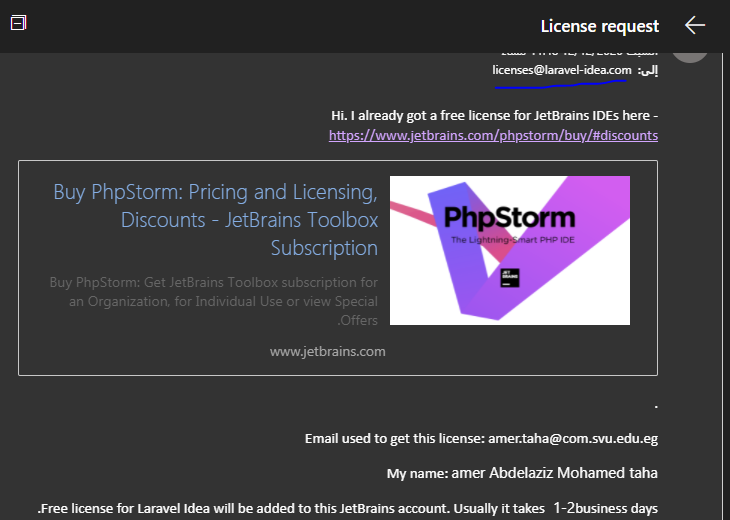 License request
إلى: licenses@laravel-idea.com
Hi. I already got a free license for JetBrains IDEs here -
https://www.jetbrains.com/phpstorm/buy/#discounts
Buy PhpStorm: Pricing and Licensing,
Discounts - JetBrains Toolbox
Subscription
Buy PhpStorm: Get JetBrains Toolbox subscription for
an Organization, for Individual Use or view Special
.Offers
www.jetbrains.com
PhpStorm
The Lightning-Smart PHP IDE
JET
BRAINS
.
Email used to get this license: amer.taha@com.svu.edu.eg
My name: amer Abdelaziz Mohamed taha
.Free license for Laravel Idea will be added to this JetBrains account. Usually it takes 1-2business days